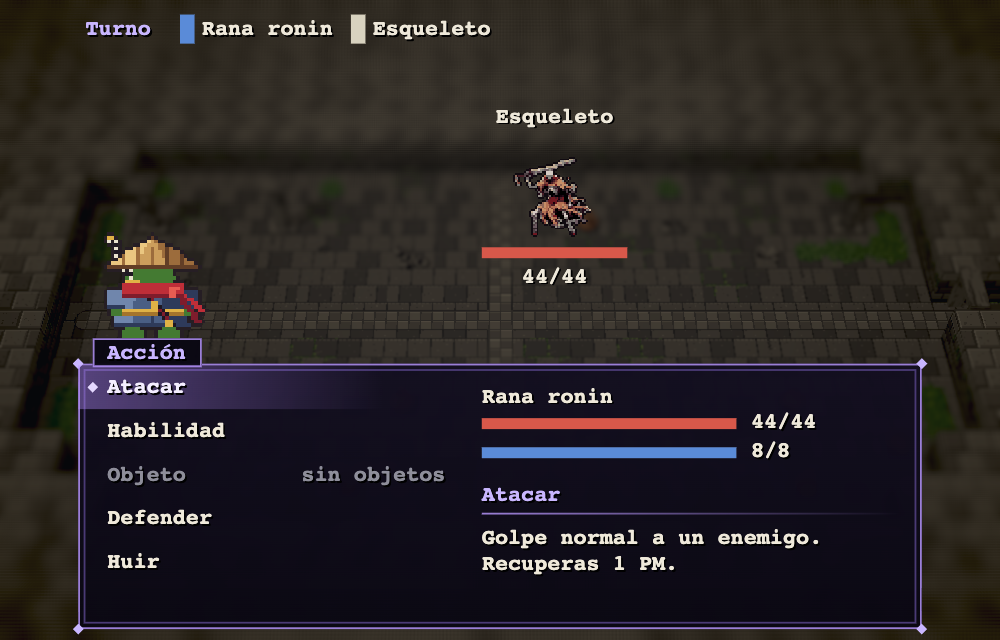 Turno Rana ronin Esqueleto
Esqueleto
44/44
Acción
Atacar
Habilidad
Objeto sin objetos
Defender
Huir
Rana ronin
44/44
8/8
Atacar
Golpe normal a un enemigo.
Recuperas 1 PM.